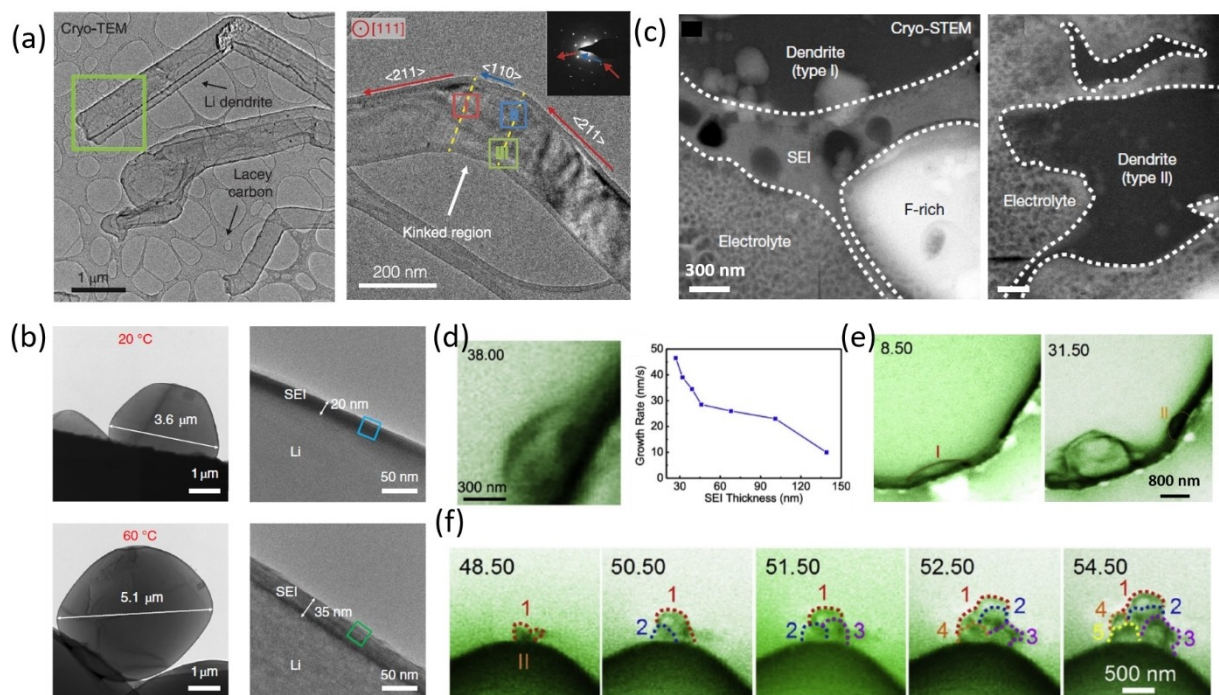 (a)
Cryo-TEM
Li dendrite
Lacey
carbon
1 μm
[111]
<211>
<110>
<211>
Kinked region
200 nm
(c)
Cryo-STEM
Dendrite
(type I)
SEI
F-rich
Electrolyte
300 nm
Dendrite
(type II)
Electrolyte
(b)
20 °C
3.6 μm
1 μm
SEI
20 nm
Li
50 nm
60 °C
5.1 μm
1 μm
SEI
35 nm
Li
50 nm
(d)
38.00
300 nm
Growth Rate (nm/s)
50
40
30
20
10
0
30 60 90 120 150
SEI Thickness (nm)
(e)
8.50
I
31.50
II
800 nm
(f)
48.50
1
II
50.50
1
2
51.50
1
2 3
52.50
1
2
4 3
54.50
1
4 2
5 3
500 nm